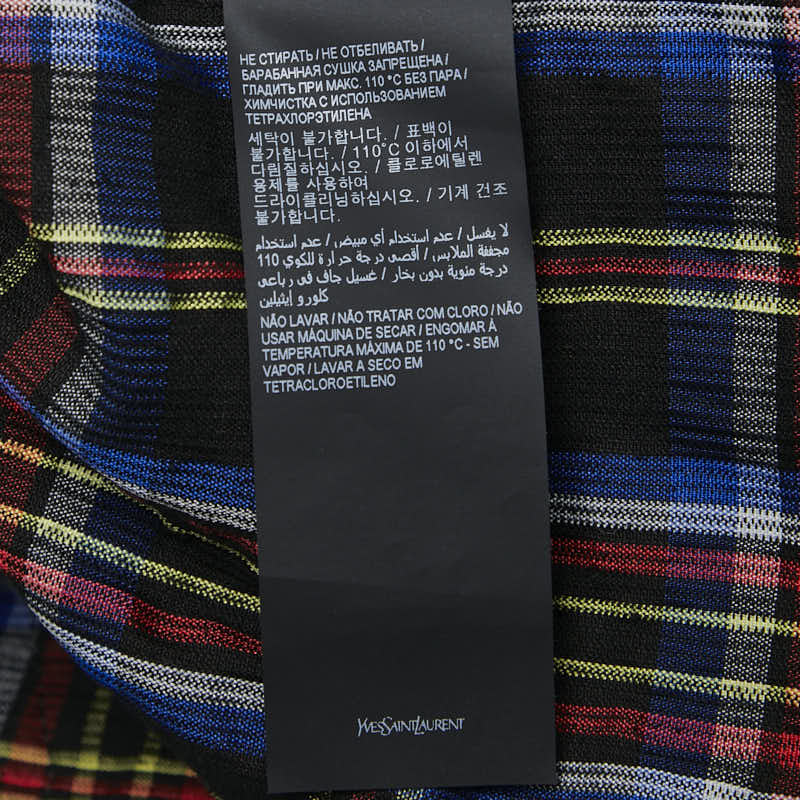 НЕ СТИРАТЬ / НЕ ОТБЕЛИВАТЬ /
БАРАБАННАЯ СУШКА ЗАПРЕЩЕНА /
ГЛАДИТЬ ПРИ МАКС. 110 °C БЕЗ ПАРА /
ХИМЧИСТКА С ИСПОЛЬЗОВАНИЕМ
ТЕТРАХЛОРЭТИЛЕНА
세탁이 불가합니다. / 표백이
불가합니다. / 110°C 이하에서
다림질하십시오. / 클로로에틸렌
용제를 사용하여
드라이클리닝하십시오. / 기계 건조
불가합니다.
لا يغسل / عدم استخدام أي مبيض / عدم استخدام
مجففة الملابس / أقصى درجة حرارة للكوي 110
درجة مئوية بدون بخار / غسيل جاف في رباعي
كلورو إيثيلين
NÃO LAVAR / NÃO TRATAR COM CLORO / NÃO
USAR MÁQUINA DE SECAR / ENGOMAR Á
TEMPERATURA MÁXIMA DE 110 °C - SEM
VAPOR / LAVAR A SECO EM
TETRACLOROETILENO
YVESSAINTLAURENT